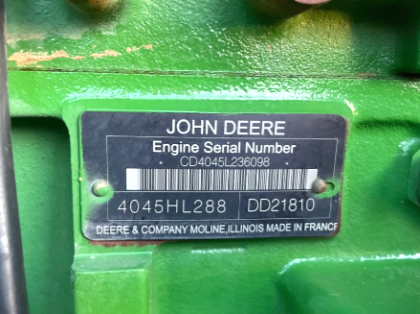 JOHN DEERE
Engine Serial Number
CD4045L236098
4045HL288 DD21810
DEERE & COMPANY MOLINE, ILLINOIS MADE IN FRANCE